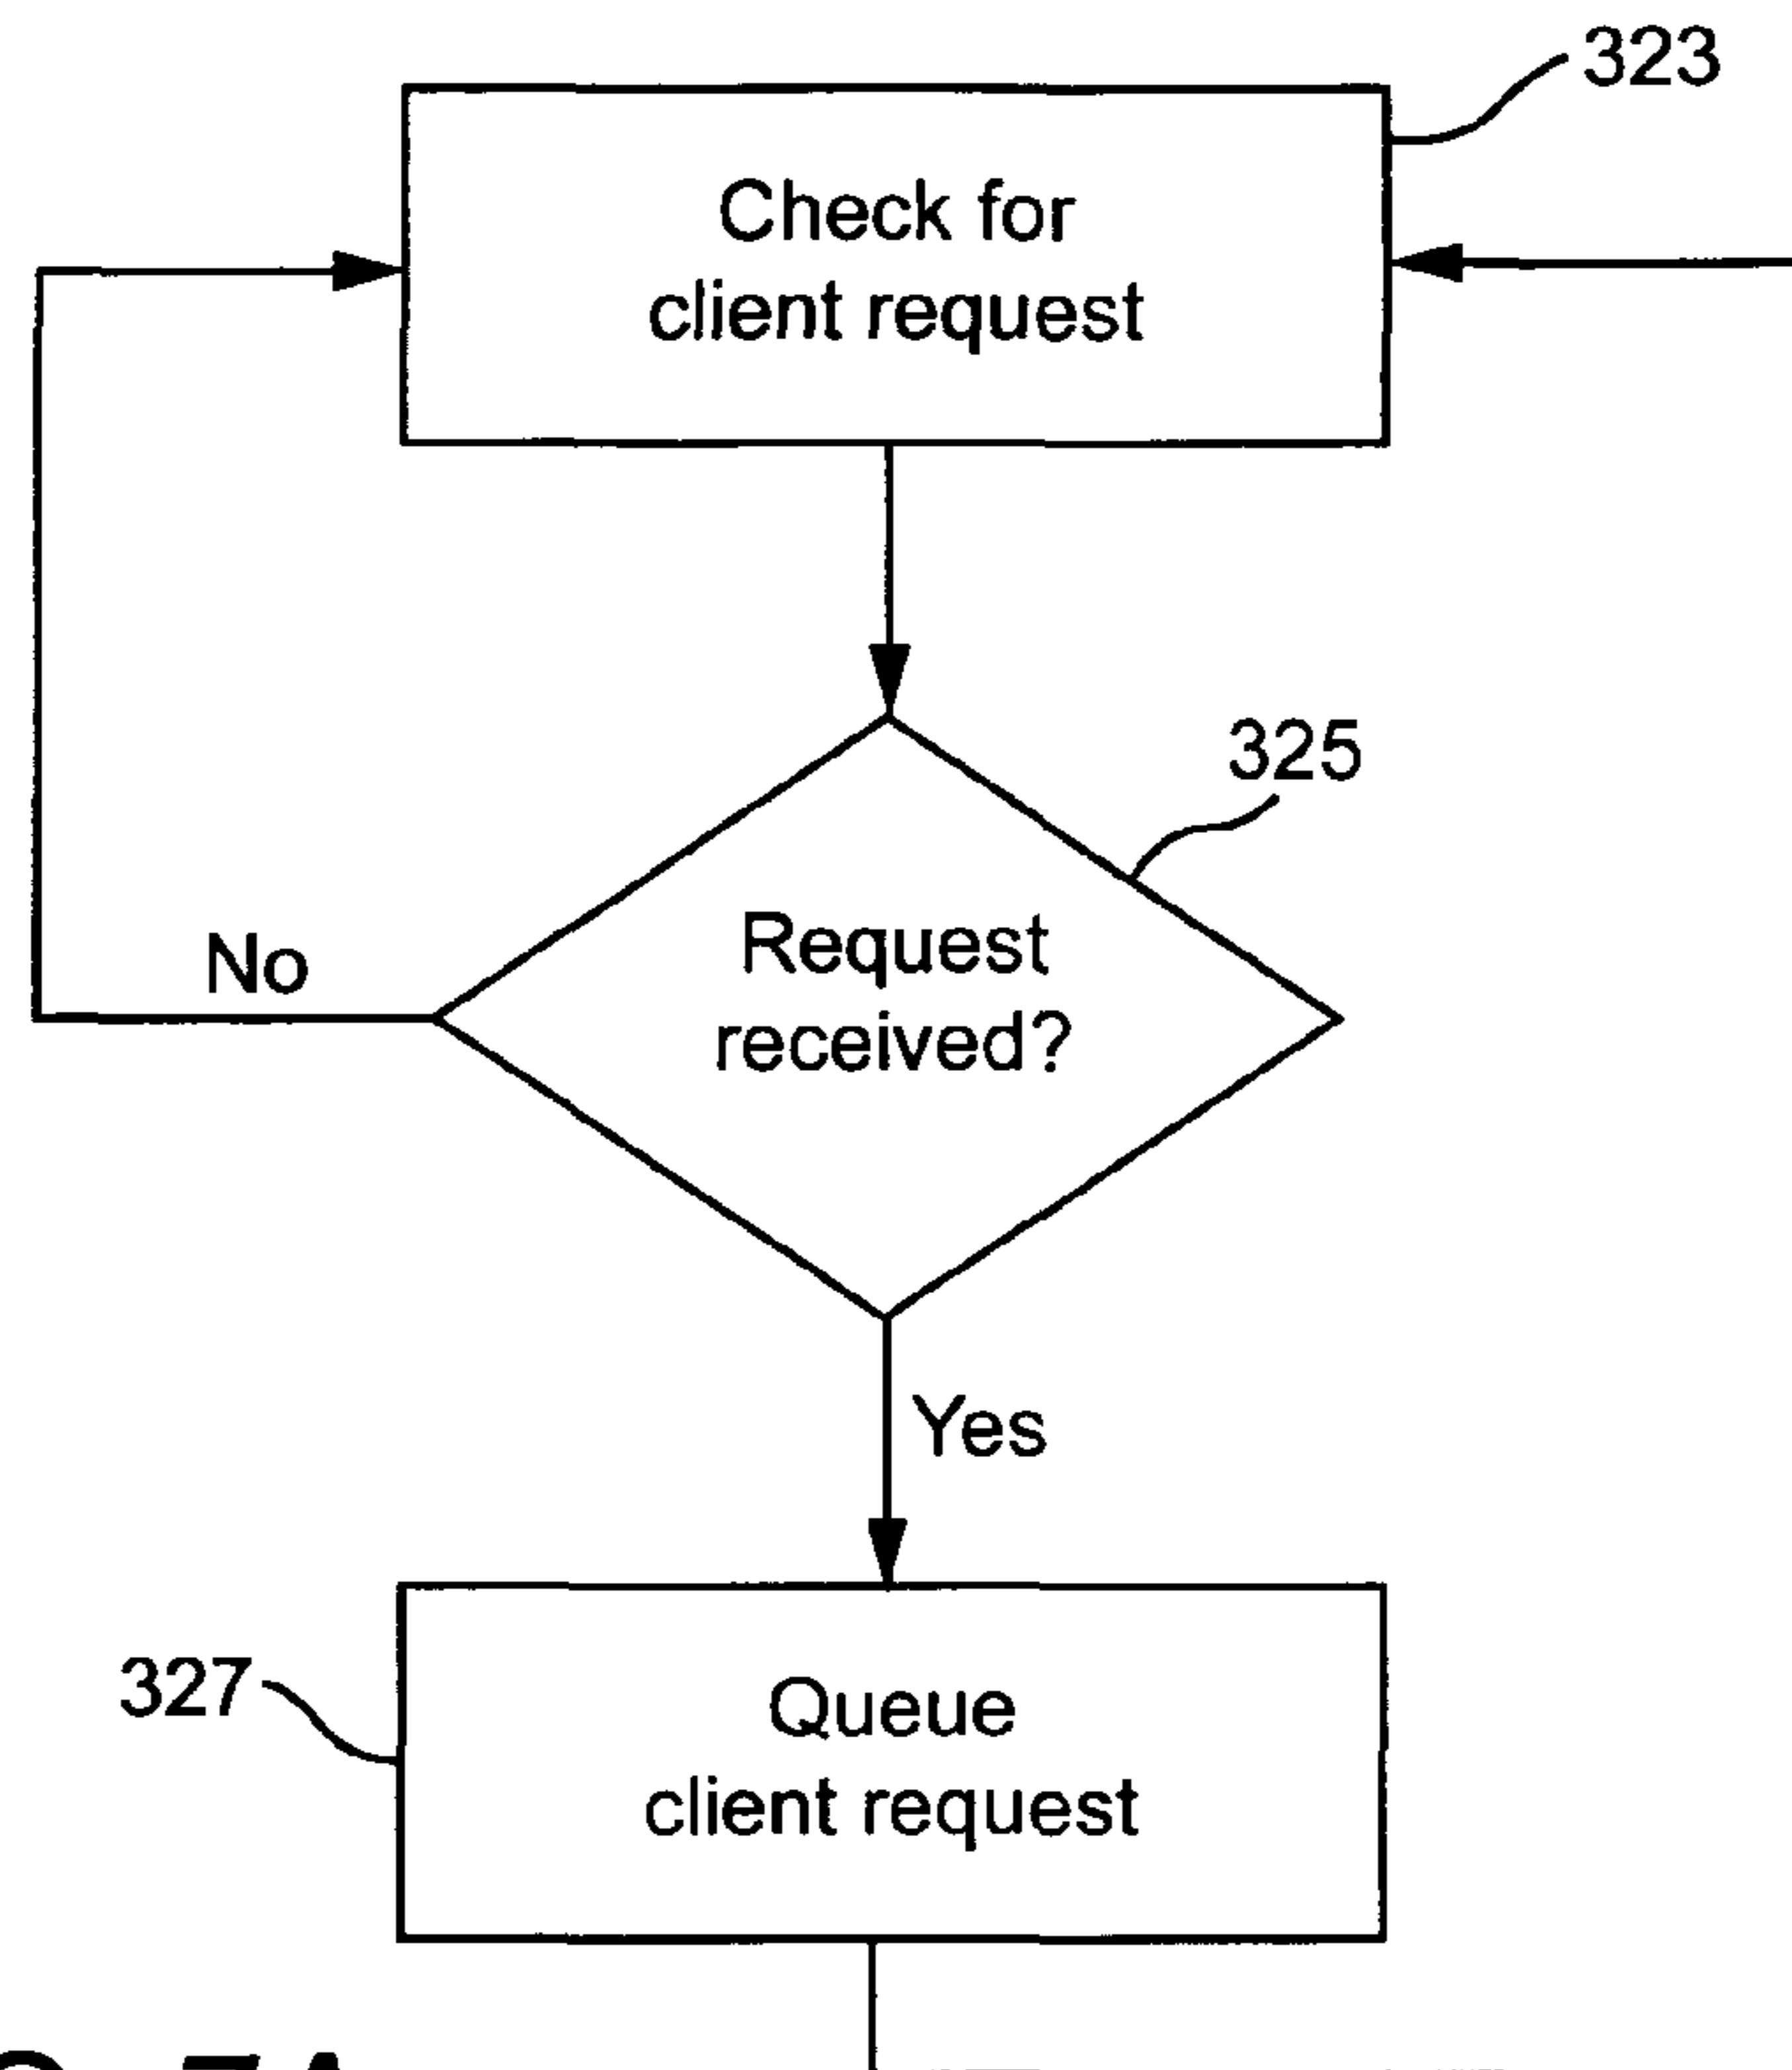 323
Check for
client request
325
Request
received?
No
Yes
327
Queue
client request